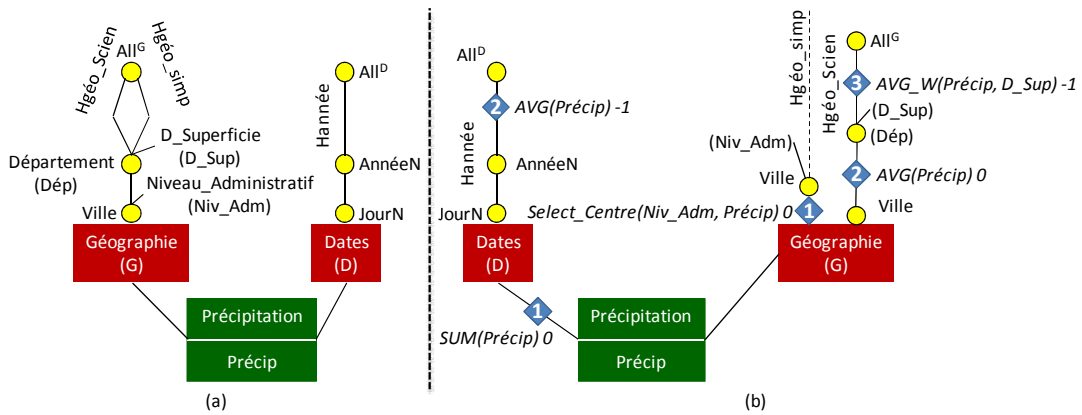 Hgéo_Scien
All^G
Hgéo_simp
D_Superficie
(D_Sup)
Département
(Dép)
Niveau_Administratif
(Niv_Adm)
Ville
Géographie
(G)
All^D
Hannée
AnnéeN
JourN
Dates
(D)
Précipitation
Précip
(a)
All^D
2
AVG(Précip) -1
Hannée
AnnéeN
JourN
Dates
(D)
1
SUM(Précip) 0
Précipitation
Précip
Hgéo_simp
(Niv_Adm)
Ville
Select_Centre(Niv_Adm, Précip) 0
1
Hgéo_Scien
All^G
3
AVG_W(Précip, D_Sup) -1
(D_Sup)
(Dép)
2
AVG(Précip) 0
Ville
Géographie
(G)
(b)